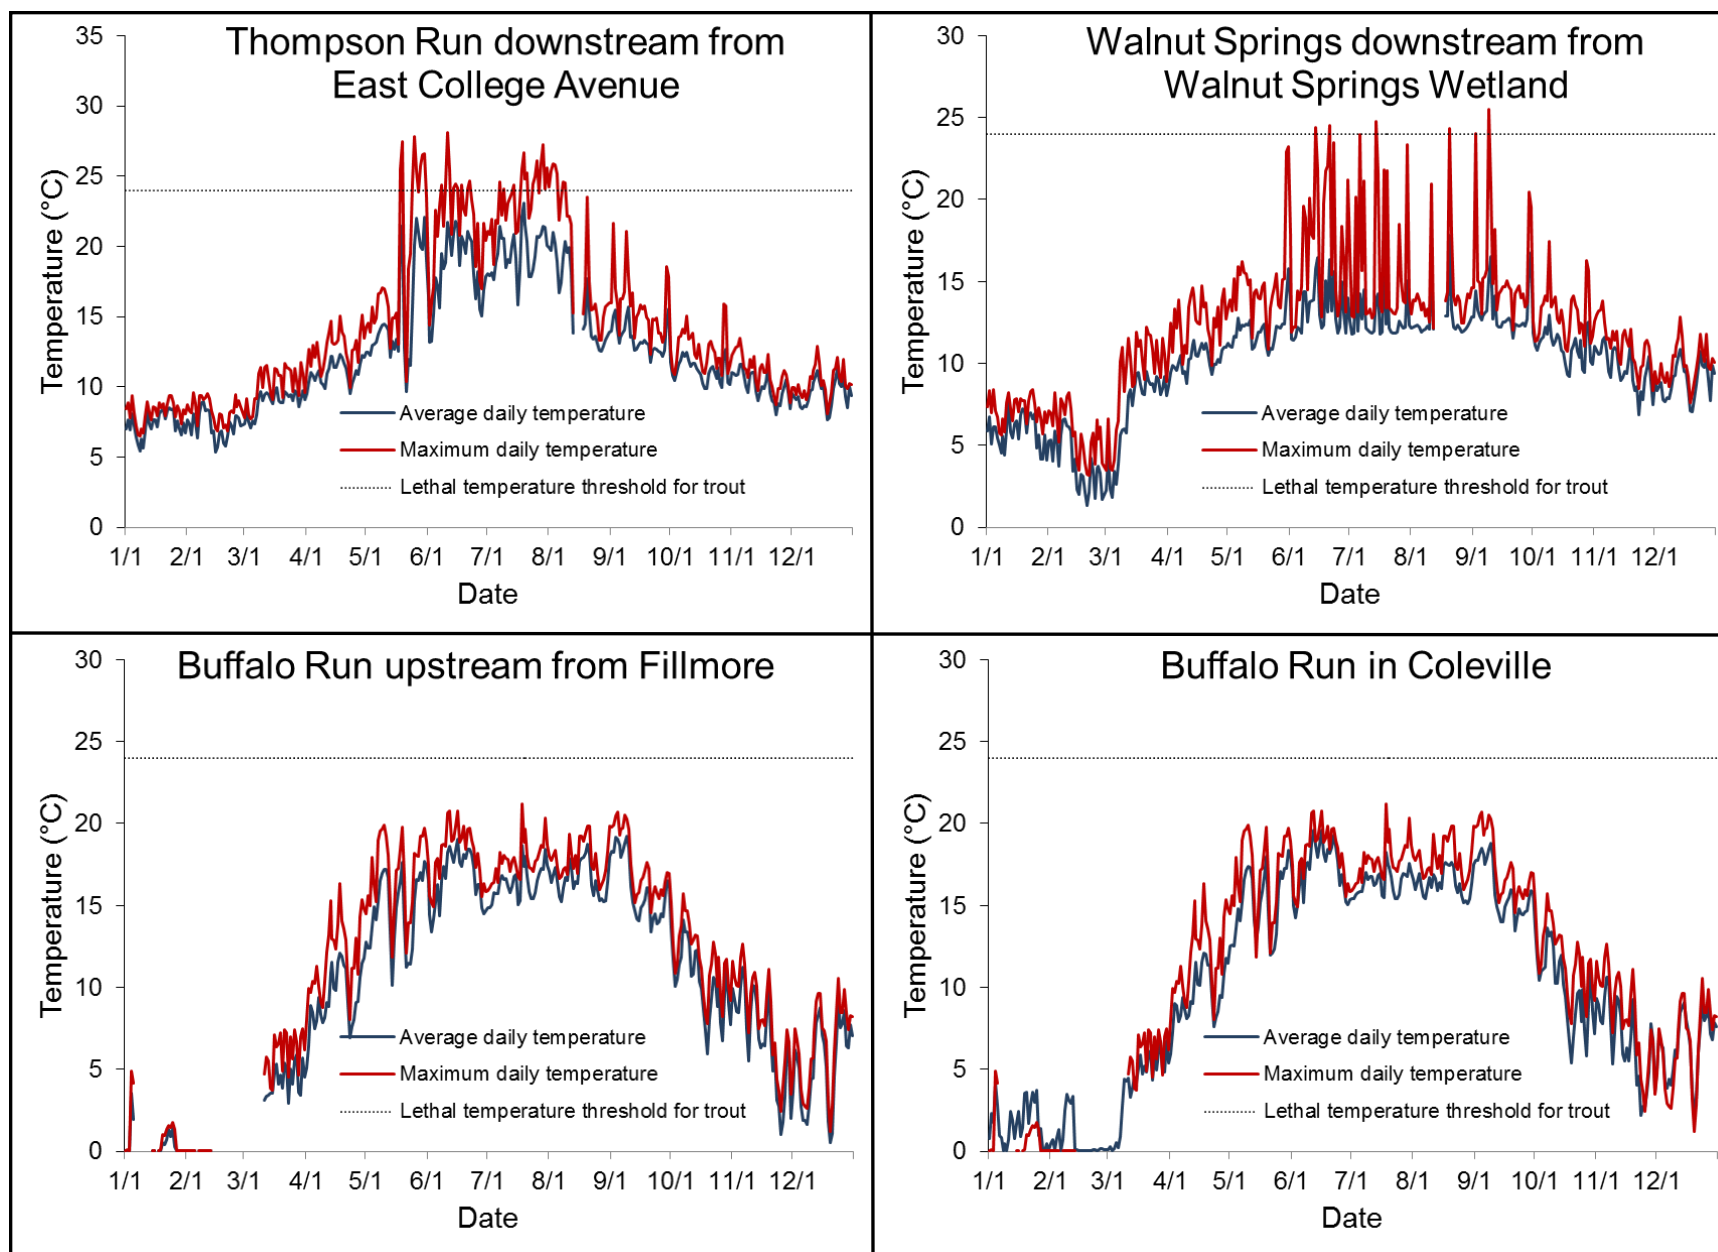 Thompson Run downstream from
East College Avenue
35
30
25
20
15
10
5
0
Temperature (°C)
Average daily temperature
Maximum daily temperature
Lethal temperature threshold for trout
1/1 2/1 3/1 4/1 5/1 6/1 7/1 8/1 9/1 10/1 11/1 12/1
Date
Walnut Springs downstream from
Walnut Springs Wetland
30
25
20
15
10
5
0
Temperature (°C)
Average daily temperature
Maximum daily temperature
Lethal temperature threshold for trout
1/1 2/1 3/1 4/1 5/1 6/1 7/1 8/1 9/1 10/1 11/1 12/1
Date
Buffalo Run upstream from Fillmore
30
25
20
15
10
5
0
Temperature (°C)
Average daily temperature
Maximum daily temperature
Lethal temperature threshold for trout
1/1 2/1 3/1 4/1 5/1 6/1 7/1 8/1 9/1 10/1 11/1 12/1
Date
Buffalo Run in Coleville
30
25
20
15
10
5
0
Temperature (°C)
Average daily temperature
Maximum daily temperature
Lethal temperature threshold for trout
1/1 2/1 3/1 4/1 5/1 6/1 7/1 8/1 9/1 10/1 11/1 12/1
Date